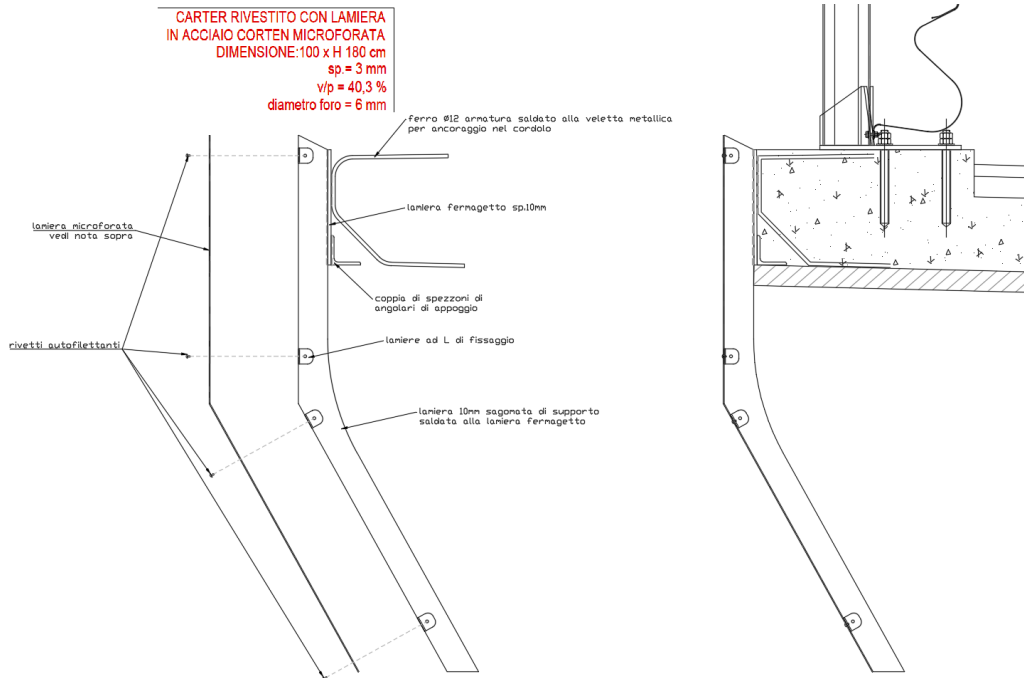 CARTER RIVESTITO CON LAMIERA
IN ACCIAIO CORTEN MICROFORATA
DIMENSIONE:100 x H 180 cm
sp.= 3 mm
v/p = 40,3 %
diametro foro = 6 mm
ferro Ø12 armatura saldato alla veletta metallica
per ancoraggio nel cordolo
lamiera fermagetto sp.10mm
lamiera microforata
vedi nota sopra
coppia di spezzoni di
angolari di appoggio
rivetti autofilettanti
lamiere ad L di fissaggio
lamiera 10mm sagomata di supporto
saldata alla lamiera fermagetto